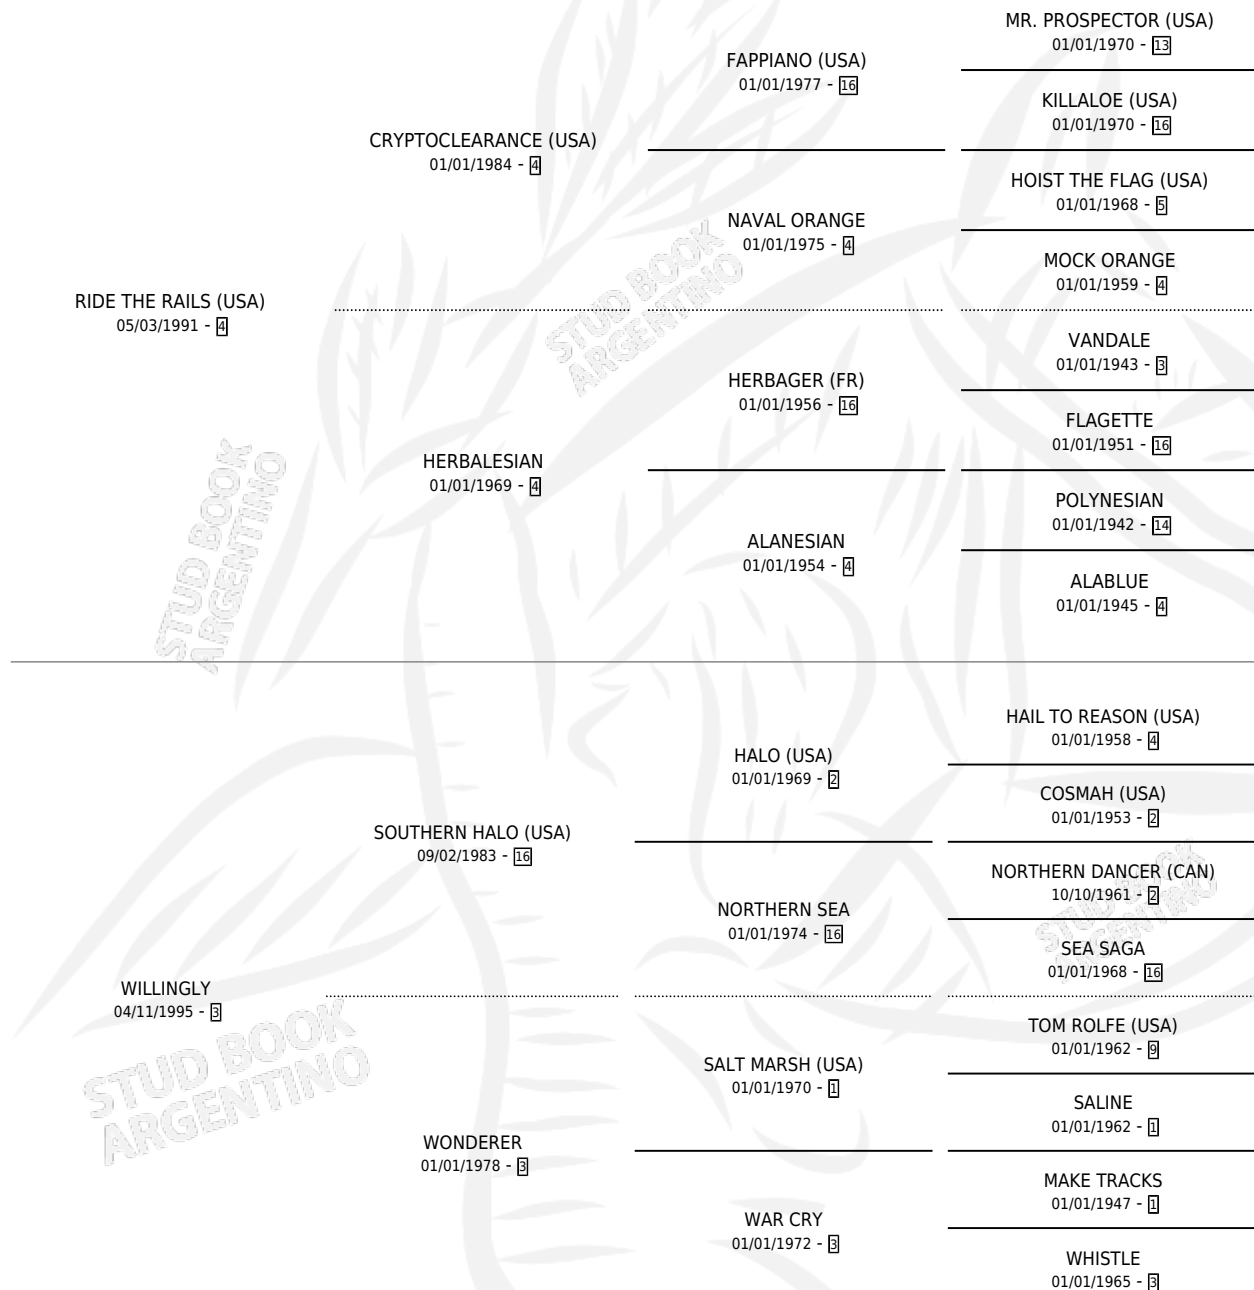 MR. PROSPECTOR (USA)
01/01/1970 - 13
FAPPIANO (USA)
01/01/1977 - 16
KILLALOE (USA)
01/01/1970 - 16
CRYPTOCLEARANCE (USA)
01/01/1984 - 4
HOIST THE FLAG (USA)
01/01/1968 - 5
NAVAL ORANGE
01/01/1975 - 4
MOCK ORANGE
01/01/1959 - 4
RIDE THE RAILS (USA)
05/03/1991 - 4
VANDALE
01/01/1943 - 3
HERBAGER (FR)
01/01/1956 - 16
FLAGETTE
01/01/1951 - 16
HERBALESIAN
01/01/1969 - 4
POLYNESIAN
01/01/1942 - 14
ALANESIAN
01/01/1954 - 4
ALABLUE
01/01/1945 - 4
STUD BOOK
ARGENTINO
STUD BOOK
ARGENTINO
HAIL TO REASON (USA)
01/01/1958 - 4
HALO (USA)
01/01/1969 - 2
COSMAH (USA)
01/01/1953 - 2
SOUTHERN HALO (USA)
09/02/1983 - 16
NORTHERN DANCER (CAN)
10/10/1961 - 2
NORTHERN SEA
01/01/1974 - 16
SEA SAGA
01/01/1968 - 16
WILLINGLY
04/11/1995 - 3
TOM ROLFE (USA)
01/01/1962 - 9
SALT MARSH (USA)
01/01/1970 - 1
SALINE
01/01/1962 - 1
WONDERER
01/01/1978 - 3
MAKE TRACKS
01/01/1947 - 1
WAR CRY
01/01/1972 - 3
WHISTLE
01/01/1965 - 3
STUD BOOK
ARGENTINO
STUD BOOK
ARGENTINO